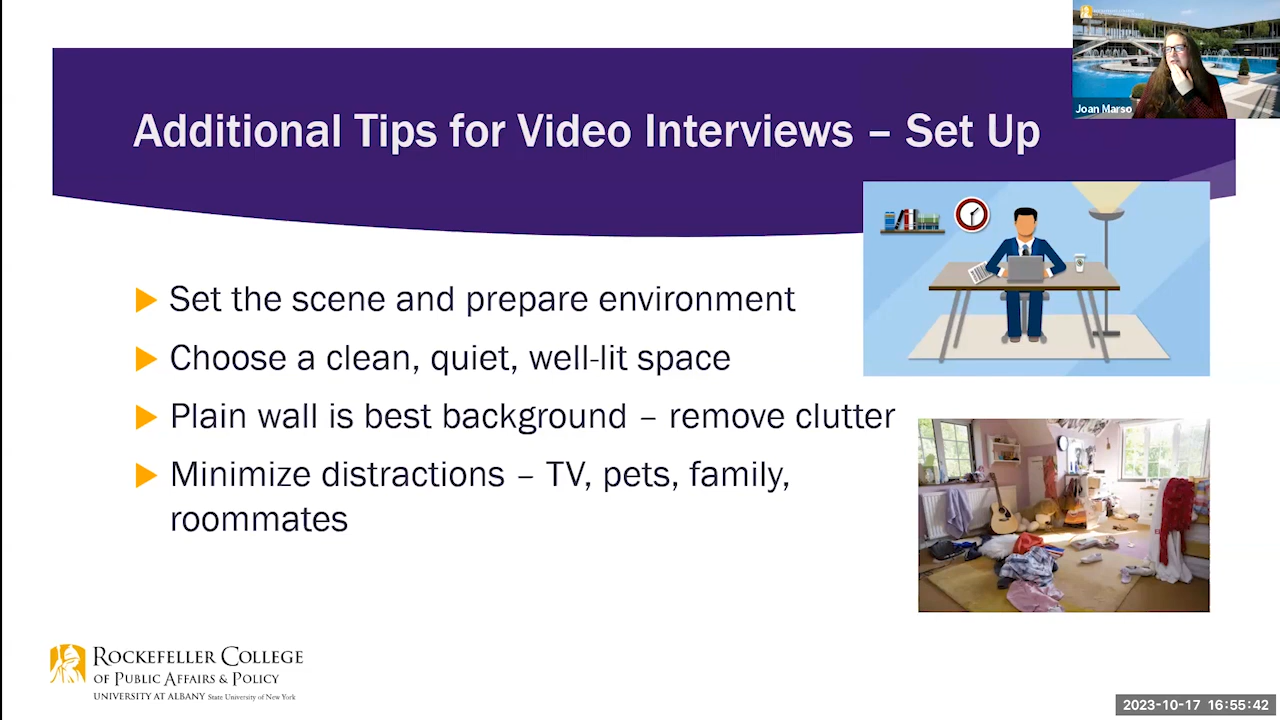 Joan Marso
Additional Tips for Video Interviews – Set Up
Set the scene and prepare environment
Choose a clean, quiet, well-lit space
Plain wall is best background – remove clutter
Minimize distractions – TV, pets, family,
roommates
ROCKEFELLER COLLEGE
OF PUBLIC AFFAIRS & POLICY
UNIVERSITY AT ALBANY State University of New York
2023-10-17 16:55:42